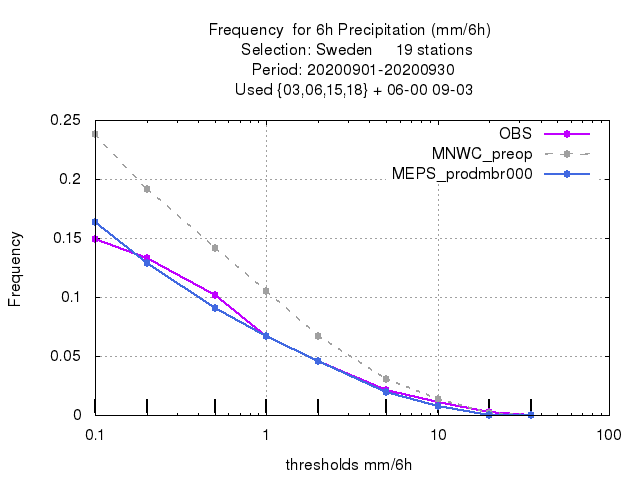 Frequency for 6h Precipitation (mm/6h)
Selection: Sweden 19 stations
Period: 20200901-20200930
Used {03,06,15,18} + 06-00 09-03
OBS
MNWC_preop
MEPS_prodmbr000
0.25
0.2
0.15
0.1
0.05
0
Frequency
0.1 1 10 100
thresholds mm/6h